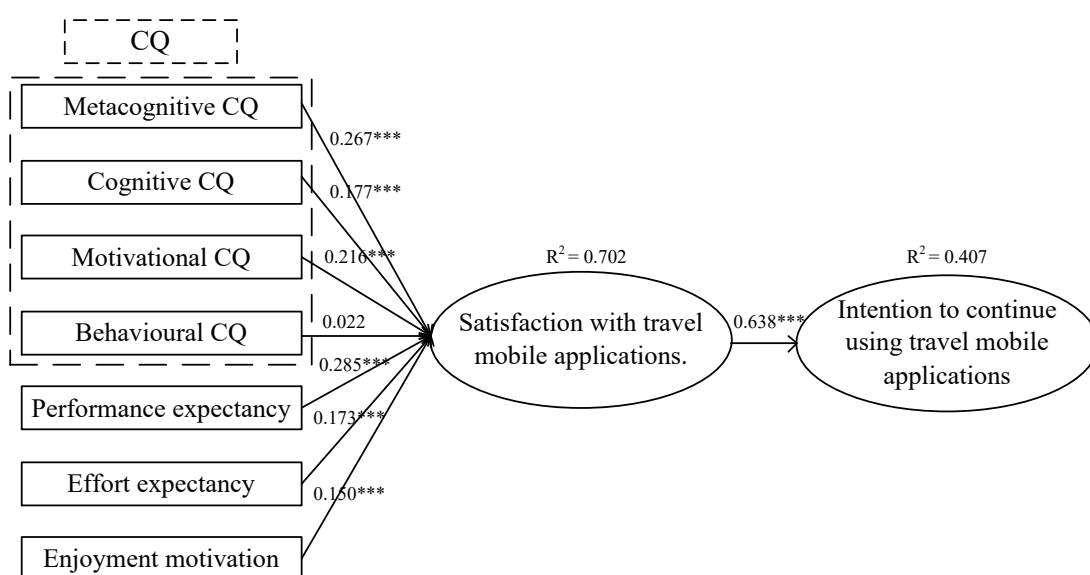 CQ
Metacognitive CQ
0.267***
Cognitive CQ
0.177***
Motivational CQ
0.216***
Behavioural CQ
0.022
0.285***
Performance expectancy
0.173***
Effort expectancy
0.150***
Enjoyment motivation
R² = 0.702
Satisfaction with travel
mobile applications.
0.638***
R² = 0.407
Intention to continue
using travel mobile
applications